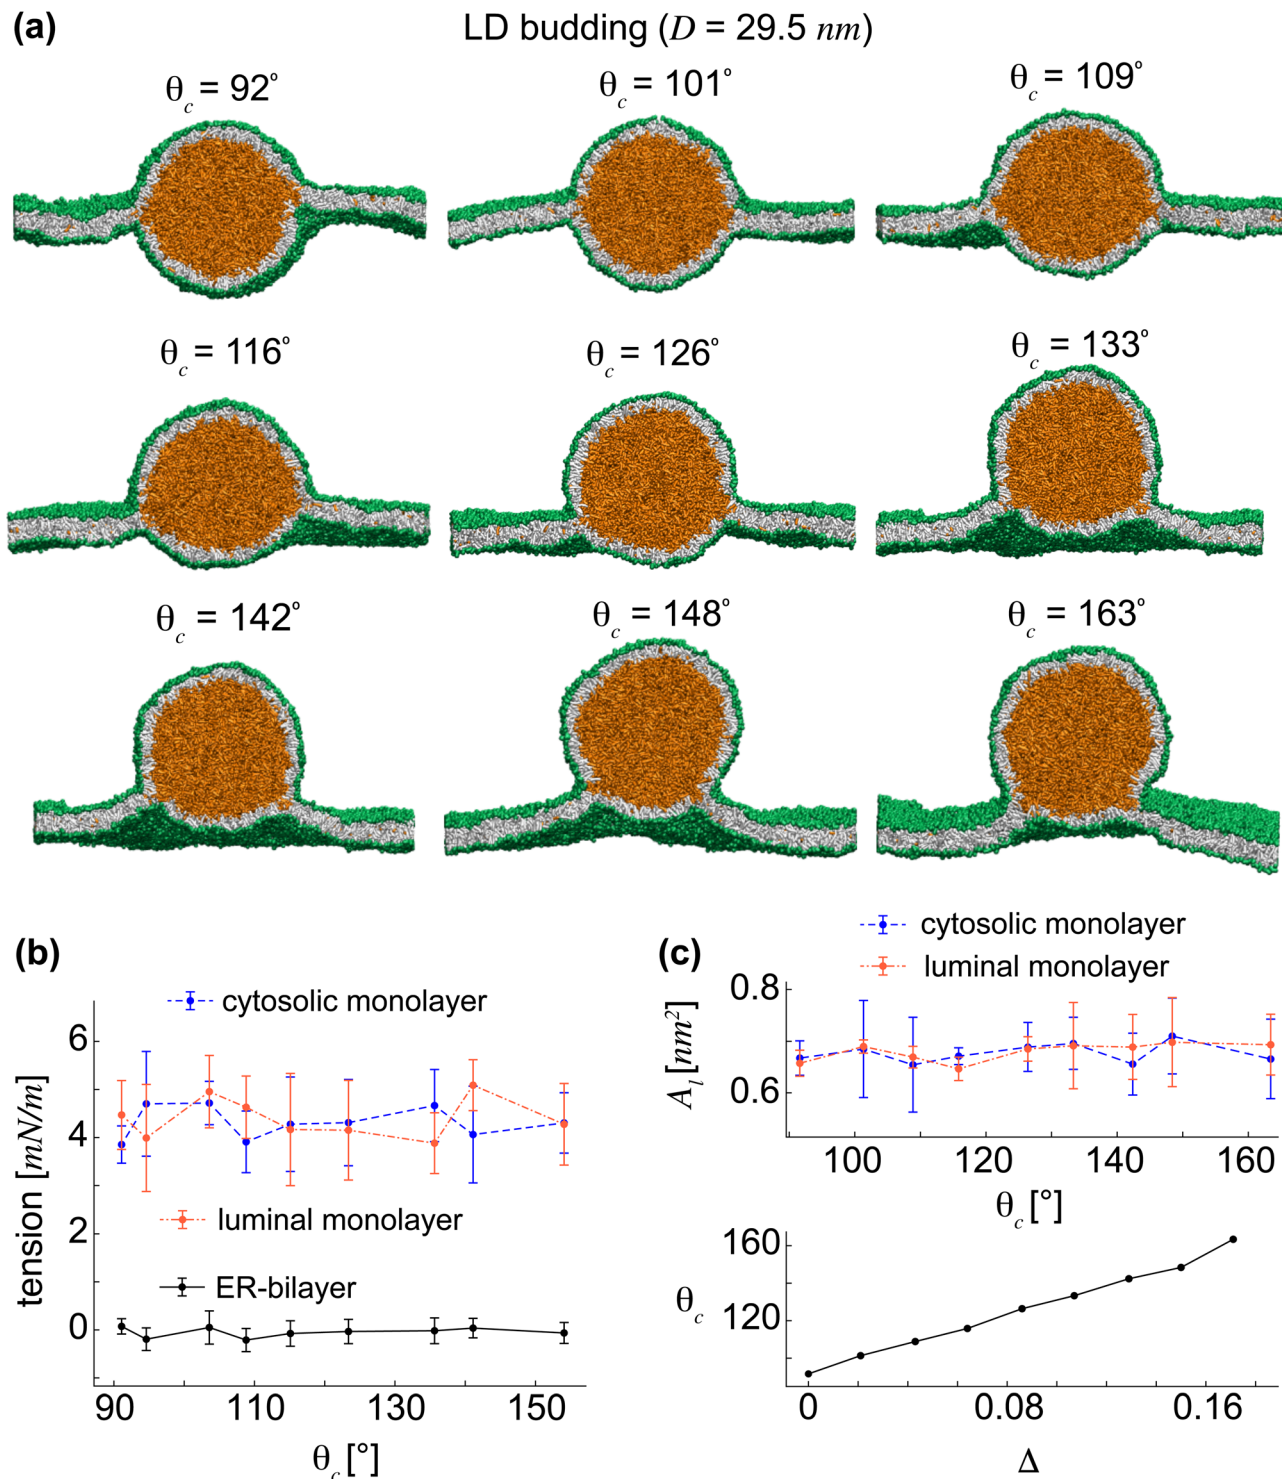 (a)
LD budding (D = 29.5 nm)
θc = 92°
θc = 101°
θc = 109°
θc = 116°
θc = 126°
θc = 133°
θc = 142°
θc = 148°
θc = 163°
(b)
cytosolic monolayer
luminal monolayer
ER-bilayer
tension [mN/m]
6
4
2
0
90 110 130 150
θc [°]
(c)
cytosolic monolayer
luminal monolayer
Al [nm²]
0.8
0.6
100 120 140 160
θc [°]
θc
160
120
0 0.08 0.16
Δ